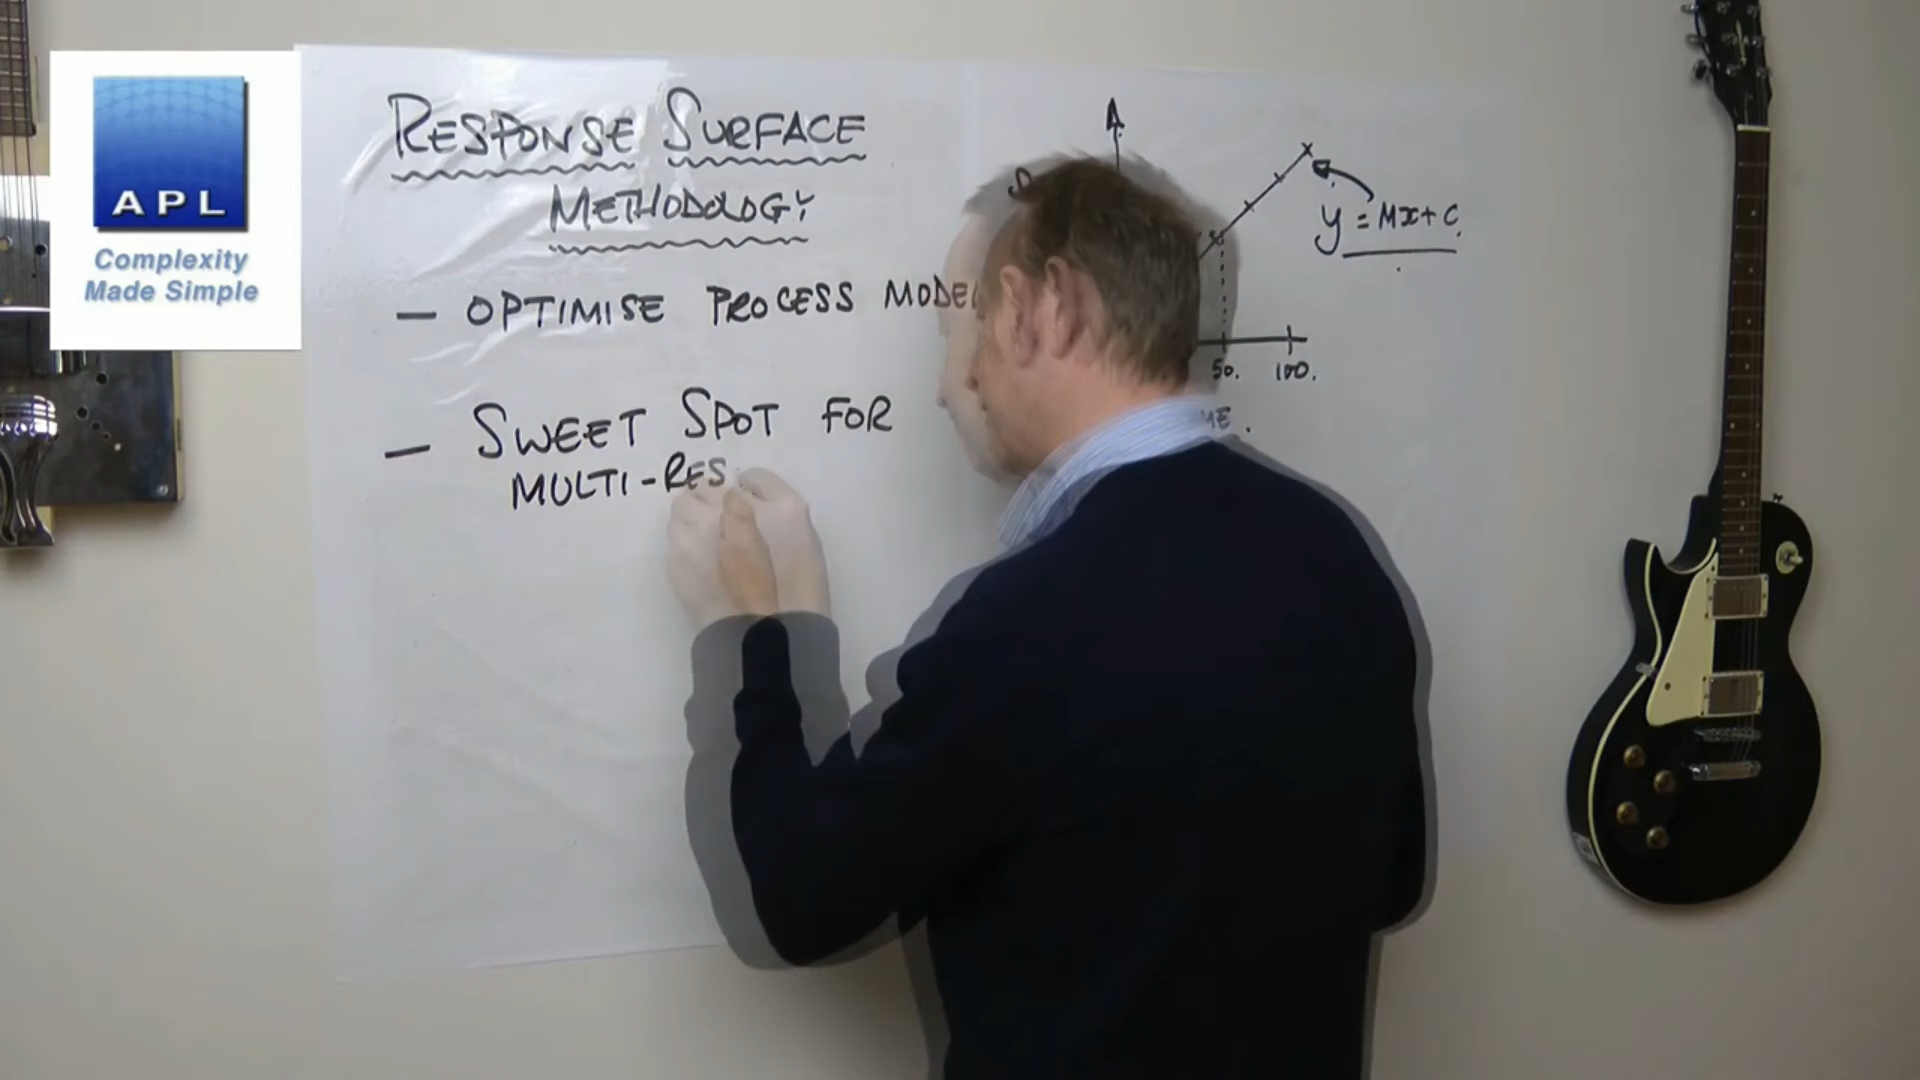 APL
Complexity
Made Simple
RESPONSE SURFACE
METHODOLOGY
- OPTIMISE PROCESS MODEL
- SWEET SPOT FOR
MULTI-RES
y = Mx + C.
50. 100.